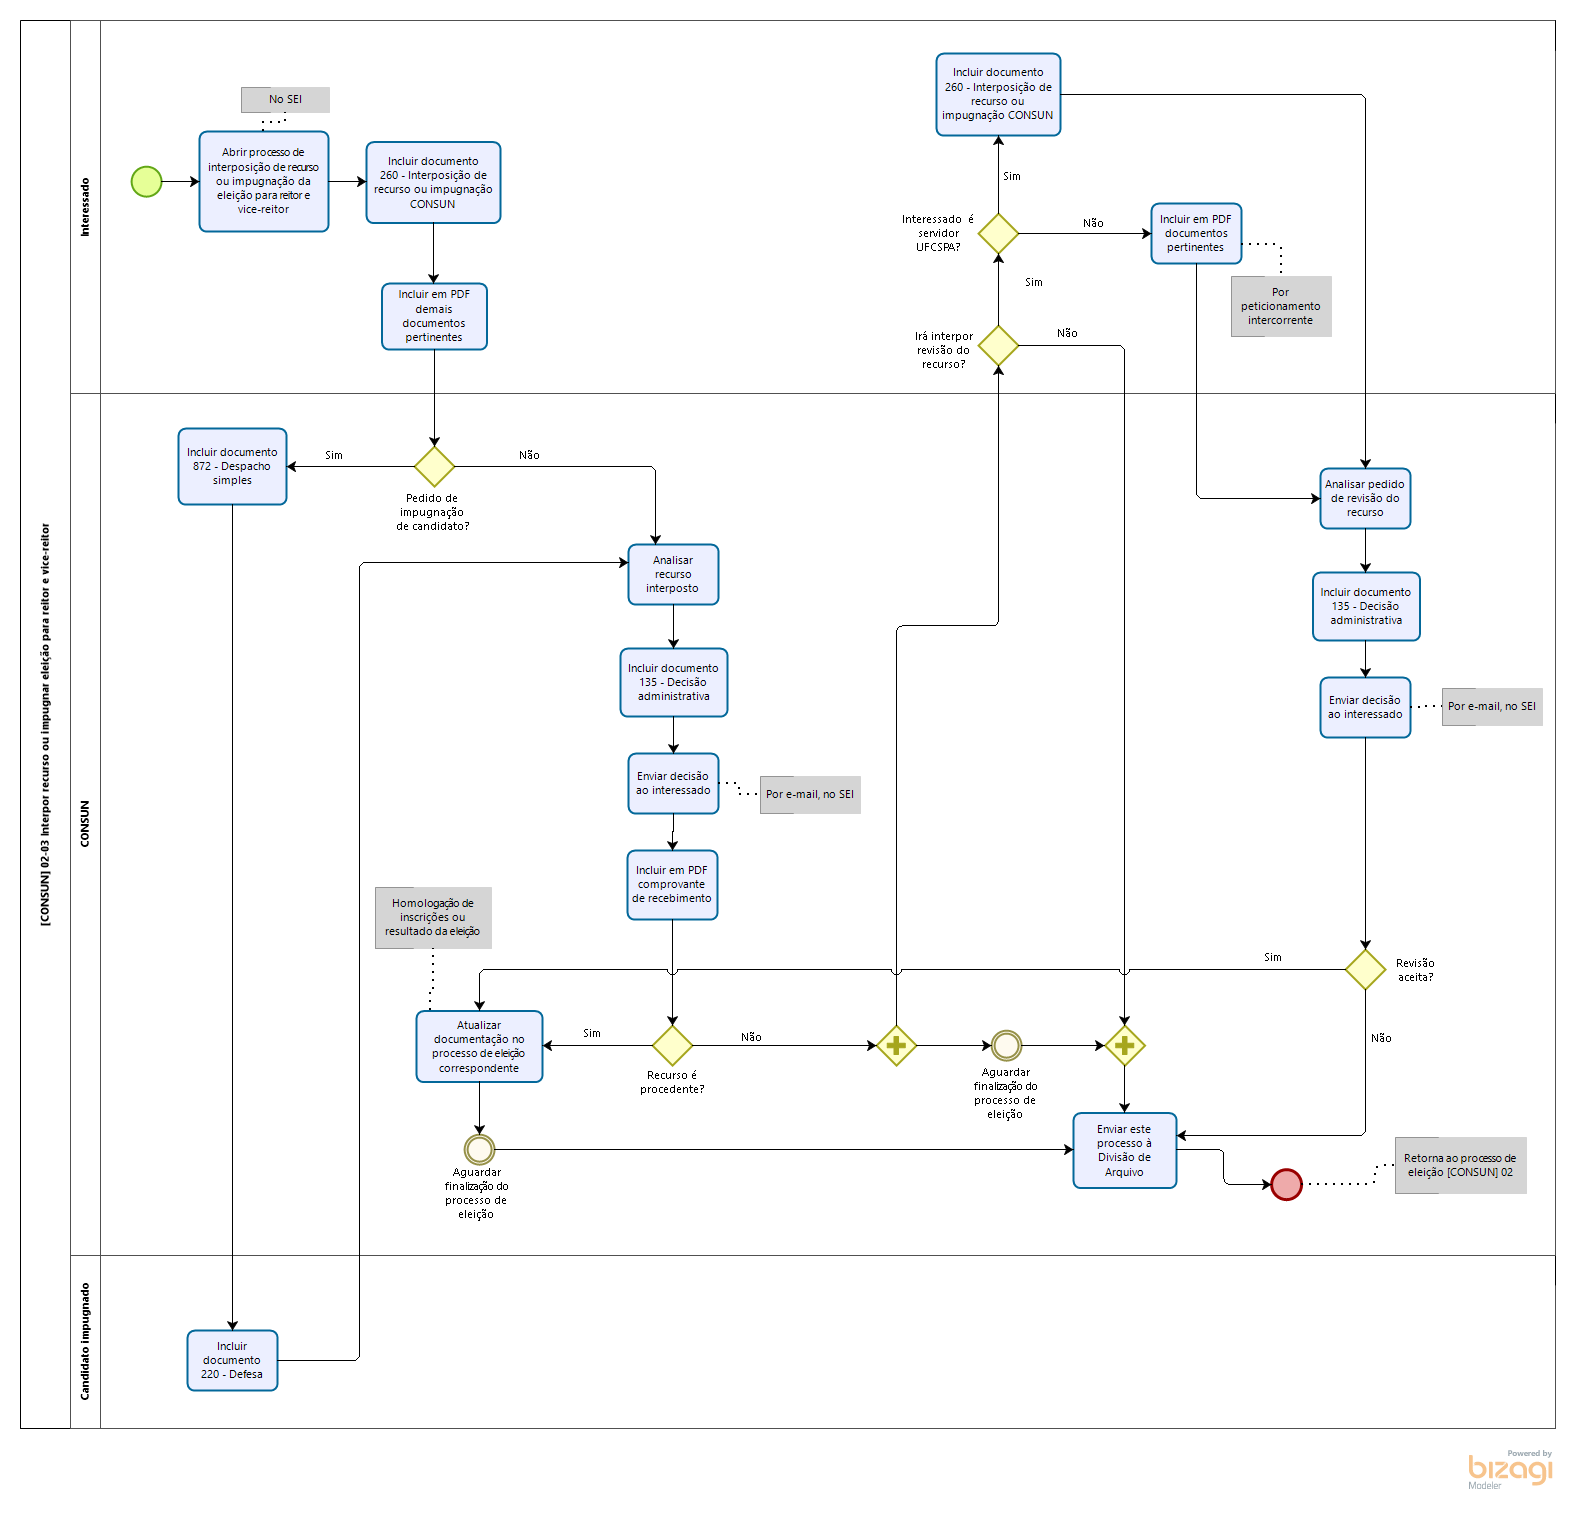 [CONSUN] 02-03 Interpor recurso ou impugnar eleição para reitor e vice-reitor
Interessado
No SEI
Abrir processo de
interposição de recurso
ou impugnação da
eleição para reitor e
vice-reitor
Incluir documento
260 - Interposição de
recurso ou impugnação
CONSUN
Incluir em PDF
demais
documentos
pertinentes
Incluir documento
260 - Interposição de
recurso ou
impugnação CONSUN
Sim
Interessado é
servidor
UFCSPA?
Não
Incluir em PDF
documentos
pertinentes
Por
peticionamento
intercorrente
Sim
Irá interpor
revisão do
recurso?
Não
CONSUN
Incluir documento
872 - Despacho
simples
Sim
Não
Pedido de
impugnação
de candidato?
Analisar
recurso
interposto
Incluir documento
135 - Decisão
administrativa
Enviar decisão
ao interessado
Por e-mail, no SEI
Incluir em PDF
comprovante
de recebimento
Homologação de
inscrições ou
resultado da eleição
Atualizar
documentação no
processo de eleição
correspondente
Sim
Recurso é
procedente?
Não
Aguardar
finalização do
processo de
eleição
Aguardar
finalização do
processo de
eleição
Analisar pedido
de revisão do
recurso
Incluir documento
135 - Decisão
administrativa
Enviar decisão
ao interessado
Por e-mail, no SEI
Sim
Revisão
aceita?
Não
Enviar este
processo à
Divisão de
Arquivo
Retorna ao processo de
eleição [CONSUN] 02
Candidato impugnado
Incluir
documento
220 - Defesa
Powered by
bizagi
Modeler